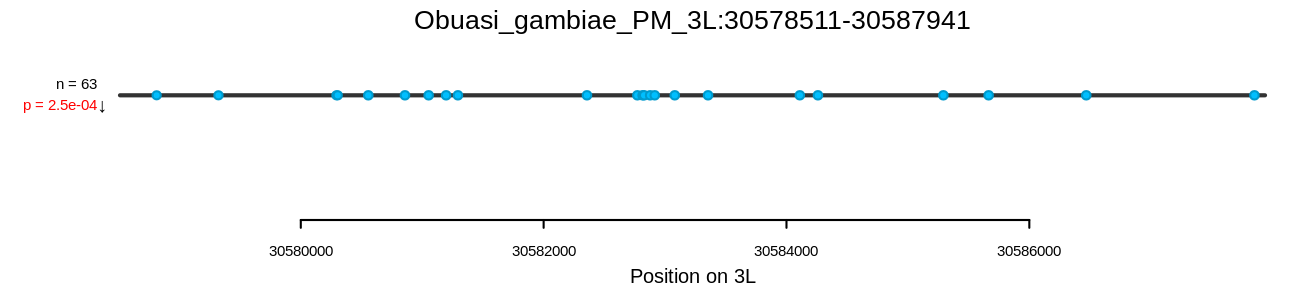 Obuasi_gambiae_PM_3L:30578511-30587941
n = 63
p = 2.5e-04↓
30580000 30582000 30584000 30586000
Position on 3L